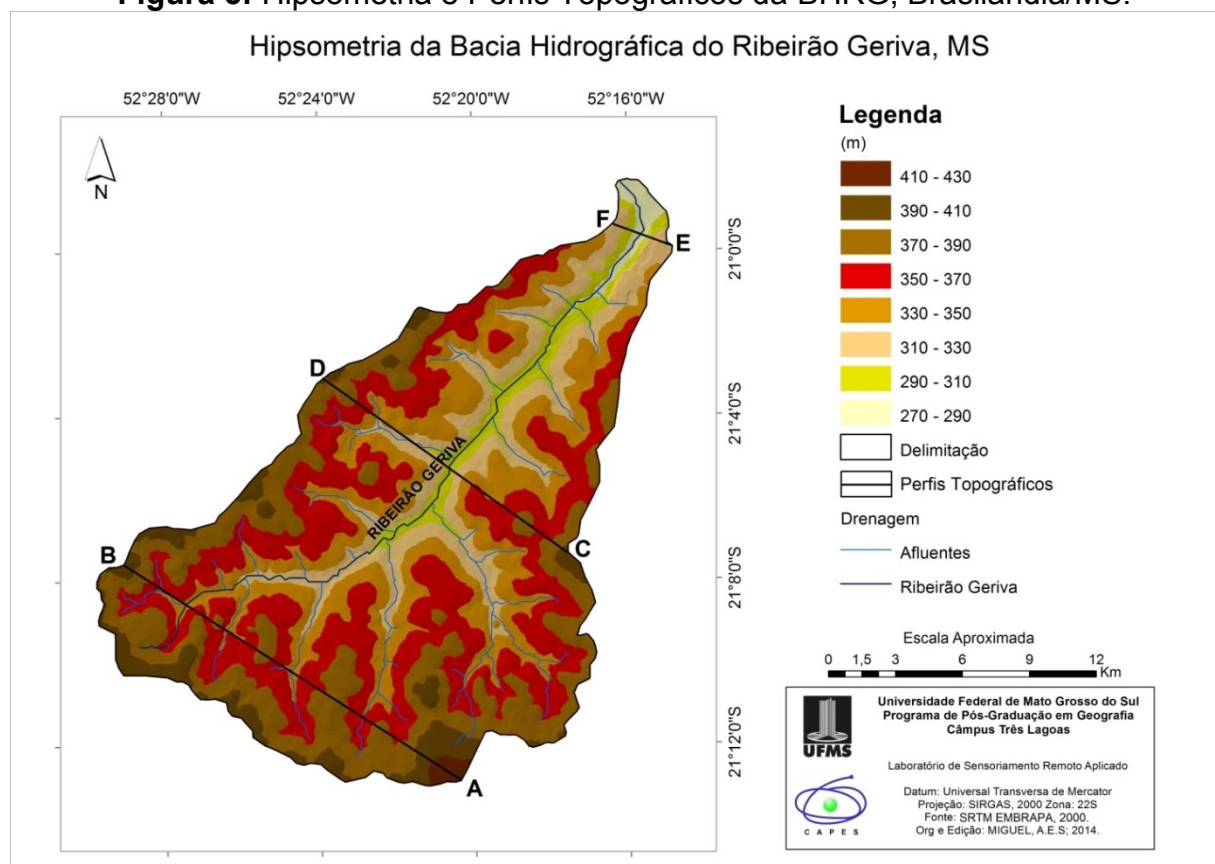 Figura 3. Hipsometria e Perfis Topográficos da BHRG, Brasilândia/MS.
Hipsometria da Bacia Hidrográfica do Ribeirão Geriva, MS
52°28'0"W 52°24'0"W 52°20'0"W 52°16'0"W
N
F
E
D
C
B
A
RIBEIRÃO GERIVA
21°0'0"S
21°4'0"S
21°8'0"S
21°12'0"S
Legenda
(m)
410 - 430
390 - 410
370 - 390
350 - 370
330 - 350
310 - 330
290 - 310
270 - 290
Delimitação
Perfis Topográficos
Drenagem
Afluentes
Ribeirão Geriva
Escala Aproximada
0 1,5 3 6 9 12
Km
UFMS
Universidade Federal de Mato Grosso do Sul
Programa de Pós-Graduação em Geografia
Câmpus Três Lagoas
Laboratório de Sensoriamento Remoto Aplicado
CAPES
Datum: Universal Transversa de Mercator
Projeção: SIRGAS, 2000 Zona: 22S
Fonte: SRTM EMBRAPA, 2000.
Org e Edição: MIGUEL, A.E.S; 2014.